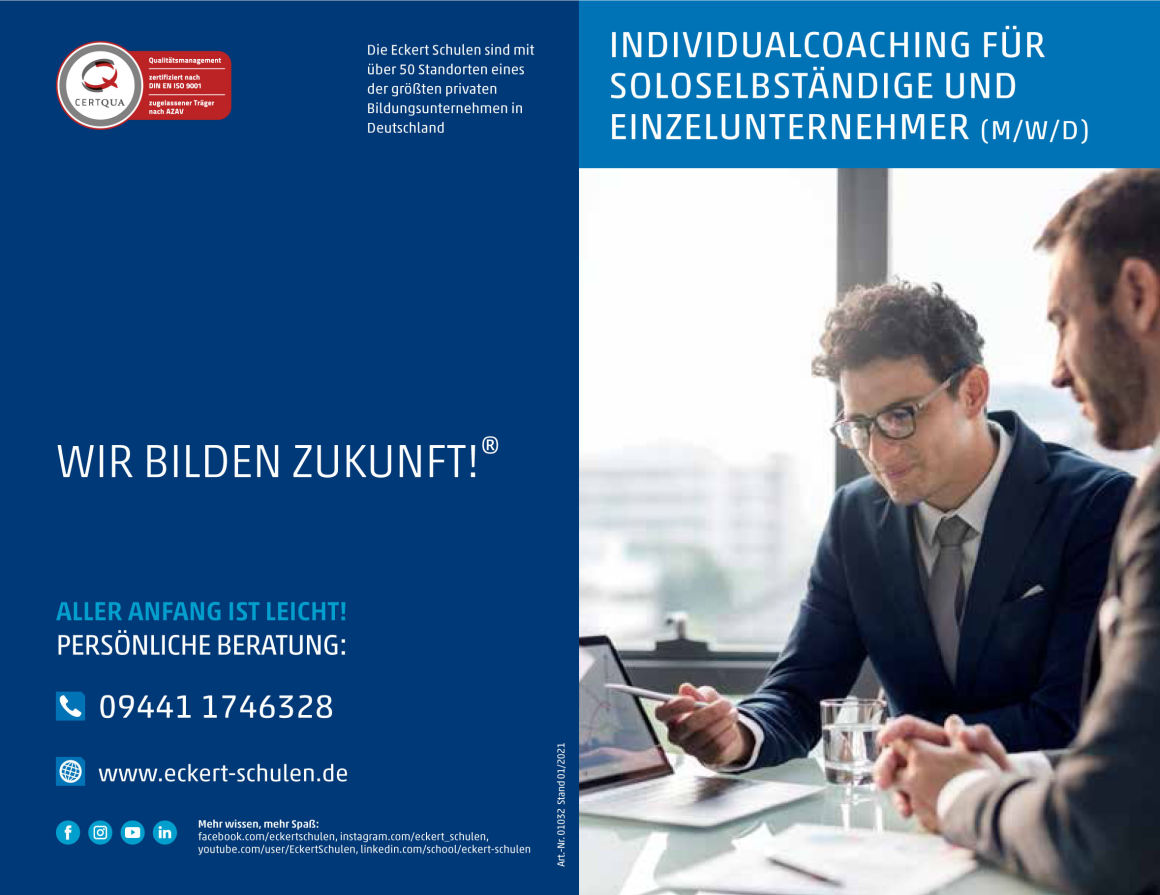 Qualitätsmanagement
zertifiziert nach
DIN EN ISO 9001
zugelassener Träger
nach AZAV
CERTQUA
Die Eckert Schulen sind mit
über 50 Standorten eines
der größten privaten
Bildungsunternehmen in
Deutschland
WIR BILDEN ZUKUNFT!®
ALLER ANFANG IST LEICHT!
PERSÖNLICHE BERATUNG:
09441 1746328
www.eckert-schulen.de
Mehr wissen, mehr Spaß:
facebook.com/eckertschulen, instagram.com/eckert_schulen,
youtube.com/user/EckertSchulen, linkedin.com/school/eckert-schulen
Art.-Nr. 01032 Stand 01/2021
INDIVIDUALCOACHING FÜR
SOLOSELBSTÄNDIGE UND
EINZELUNTERNEHMER (M/W/D)